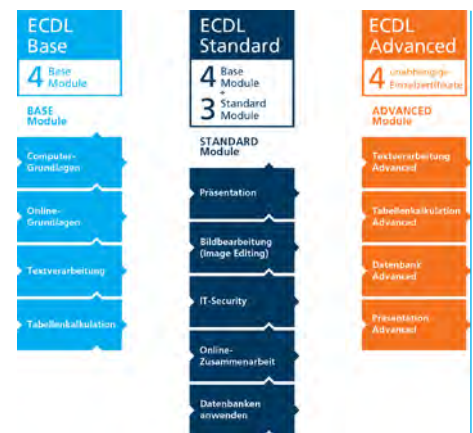 ECDL
Base
4 Base
Module
BASE
Module
Computer-
Grundlagen
Online-
Grundlagen
Textverarbeitung
Tabellenkalkulation
ECDL
Standard
4 Base
Module
+
3 Standard
Module
STANDARD
Module
Präsentation
Bildbearbeitung
(Image Editing)
IT-Security
Online-
Zusammenarbeit
Datenbanken
anwenden
ECDL
Advanced
4 unabhängige
Einzelzertifikate
ADVANCED
Module
Textverarbeitung
Advanced
Tabellenkalkulation
Advanced
Datenbank
Advanced
Präsentation
Advanced